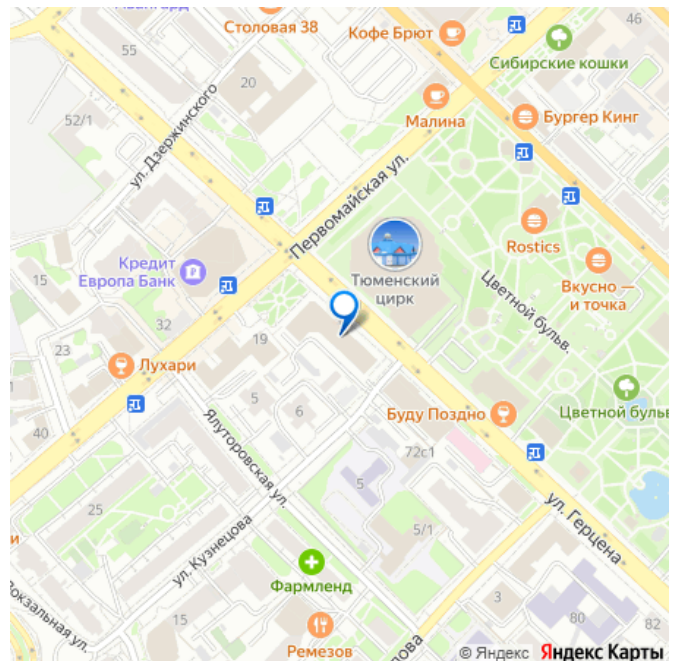 Столовая 38
Кофе Брют
46
55
20
Сибирские кошки
52/1
Малина
Бургер Кинг
ул. Дзержинского
Первомайская ул.
Rostics
Кредит
Европа Банк
Тюменский
цирк
Цветной бульв.
Вкусно —
и точка
15
32
23
19
Лухари
5
6
Буду Поздно
Цветной бульв
40
Ялуторовская ул.
72с1
25
5
ул. Герцена
5/1
ул. Кузнецова
Фармленд
Вокзальная ул.
15
Ремезов
3
80
82
© Яндекс Яндекс Карты